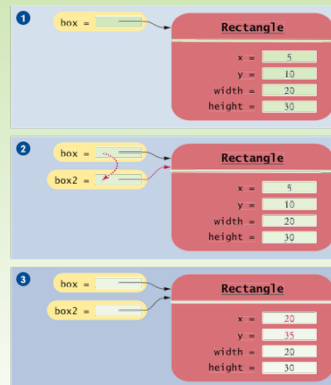 1
box =
Rectangle
x = 5
y = 10
width = 20
height = 30
2
box =
box2 =
Rectangle
x = 5
y = 10
width = 20
height = 30
3
box =
box2 =
Rectangle
x = 20
y = 35
width = 20
height = 30